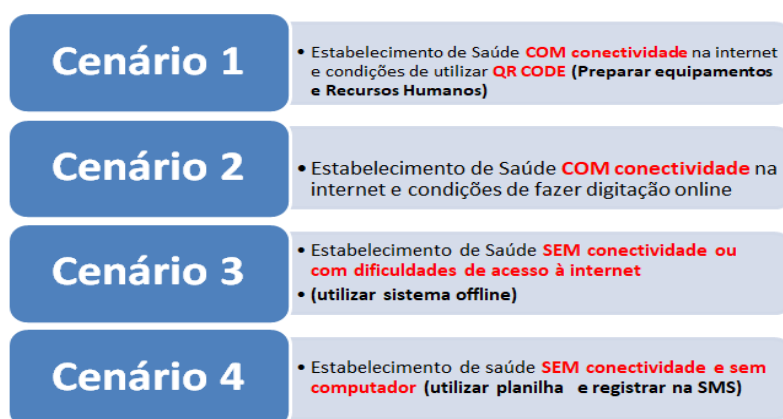 Cenário 1
• Estabelecimento de Saúde COM conectividade na internet
e condições de utilizar QR CODE (Preparar equipamentos
e Recursos Humanos)
Cenário 2
• Estabelecimento de Saúde COM conectividade na
internet e condições de fazer digitação online
Cenário 3
• Estabelecimento de Saúde SEM conectividade ou
com dificuldades de acesso à internet
• (utilizar sistema offline)
Cenário 4
• Estabelecimento de saúde SEM conectividade e sem
computador (utilizar planilha e registrar na SMS)